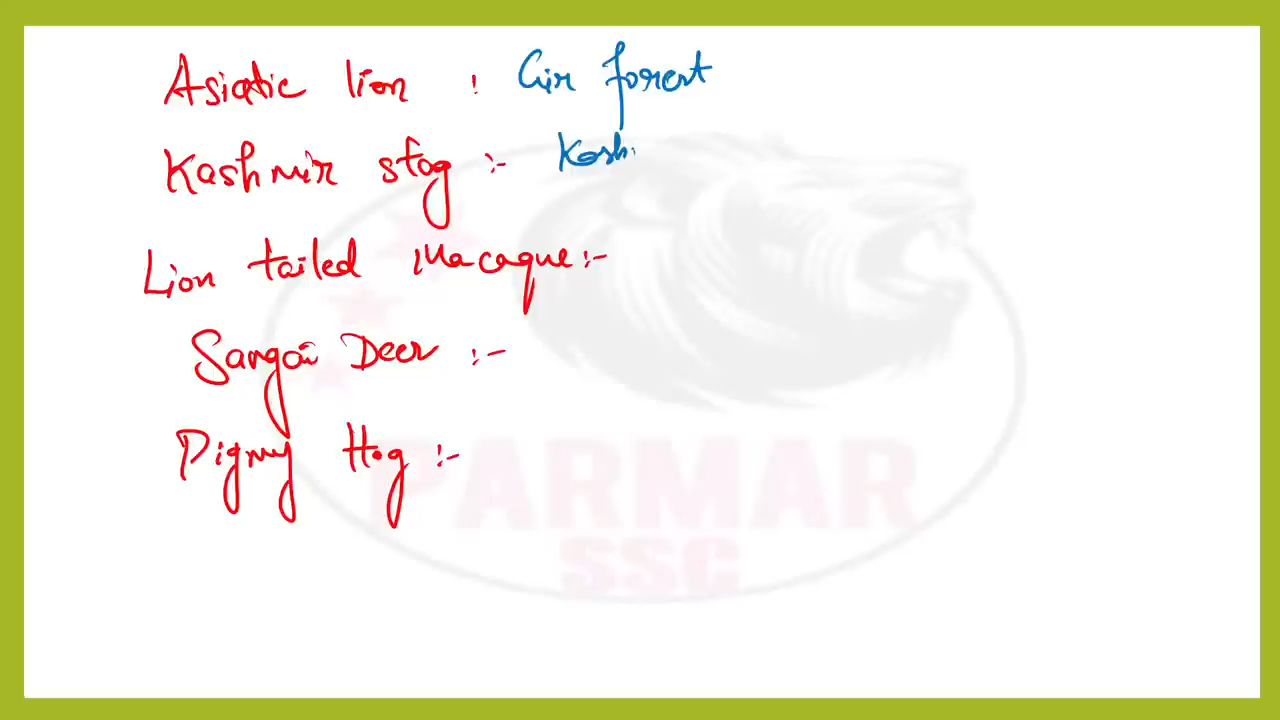 Asiatic lion : Gir forest
Kashmir stag :- Kash
Lion tailed Macaque :-
Sangai Deer :-
Pigmy Hog :-
PARMAR
SSC